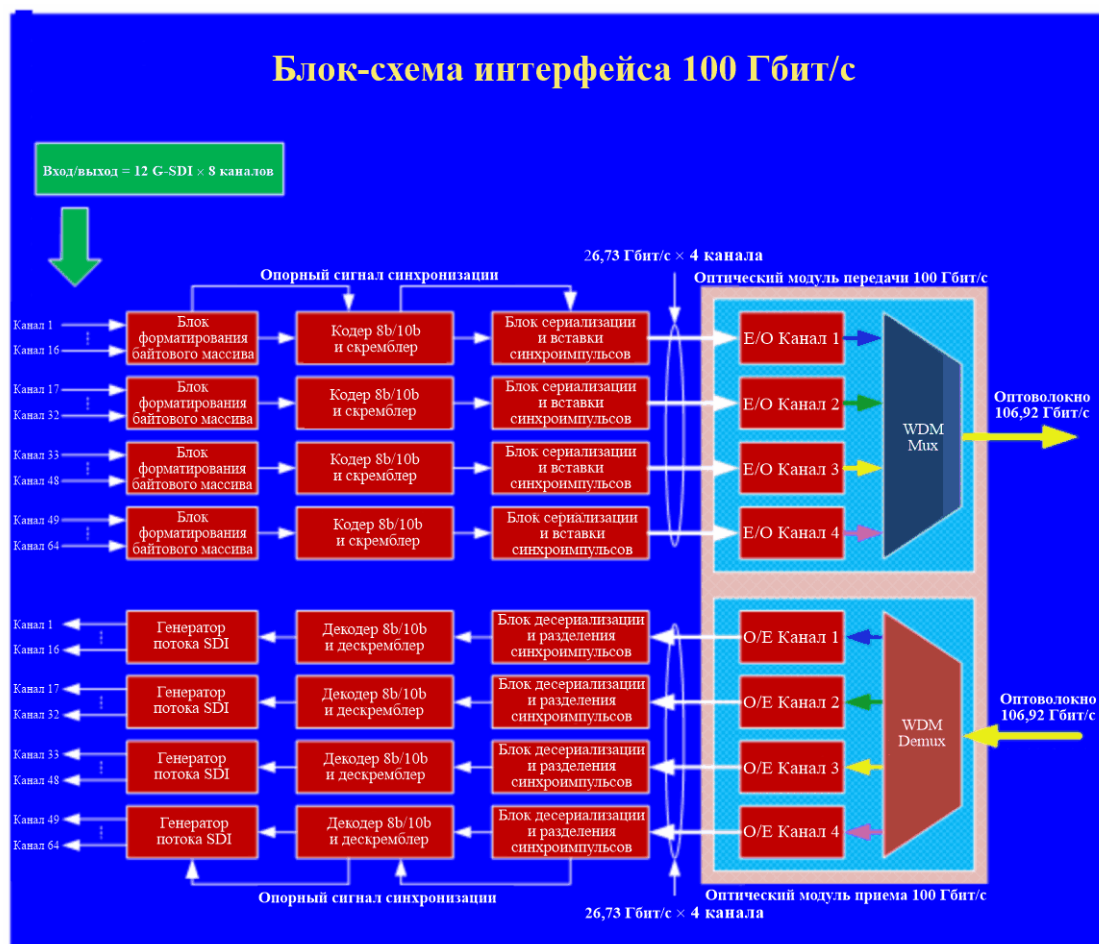 Блок-схема интерфейса 100 Гбит/с
Вход/выход = 12 G-SDI × 8 каналов
26,73 Гбит/с × 4 канала
Опорный сигнал синхронизации
Оптический модуль передачи 100 Гбит/с
Канал 1
Канал 16
Блок
форматирования
байтового массива
Кодер 8b/10b
и скремблер
Блок сериализации
и вставки
синхроимпульсов
E/O Канал 1
Канал 17
Канал 32
Блок
форматирования
байтового массива
Кодер 8b/10b
и скремблер
Блок сериализации
и вставки
синхроимпульсов
E/O Канал 2
Канал 33
Канал 48
Блок
форматирования
байтового массива
Кодер 8b/10b
и скремблер
Блок сериализации
и вставки
синхроимпульсов
E/O Канал 3
Канал 49
Канал 64
Блок
форматирования
байтового массива
Кодер 8b/10b
и скремблер
Блок сериализации
и вставки
синхроимпульсов
E/O Канал 4
WDM
Mux
Оптоволокно
106,92 Гбит/с
Канал 1
Канал 16
Генератор
потока SDI
Декодер 8b/10b
и дескремблер
Блок десериализации
и разделения
синхроимпульсов
O/E Канал 1
Канал 17
Канал 32
Генератор
потока SDI
Декодер 8b/10b
и дескремблер
Блок десериализации
и разделения
синхроимпульсов
O/E Канал 2
Канал 33
Канал 48
Генератор
потока SDI
Декодер 8b/10b
и дескремблер
Блок десериализации
и разделения
синхроимпульсов
O/E Канал 3
Канал 49
Канал 64
Генератор
потока SDI
Декодер 8b/10b
и дескремблер
Блок десериализации
и разделения
синхроимпульсов
O/E Канал 4
WDM
Demux
Оптоволокно
106,92 Гбит/с
Опорный сигнал синхронизации
Оптический модуль приема 100 Гбит/с
26,73 Гбит/с × 4 канала